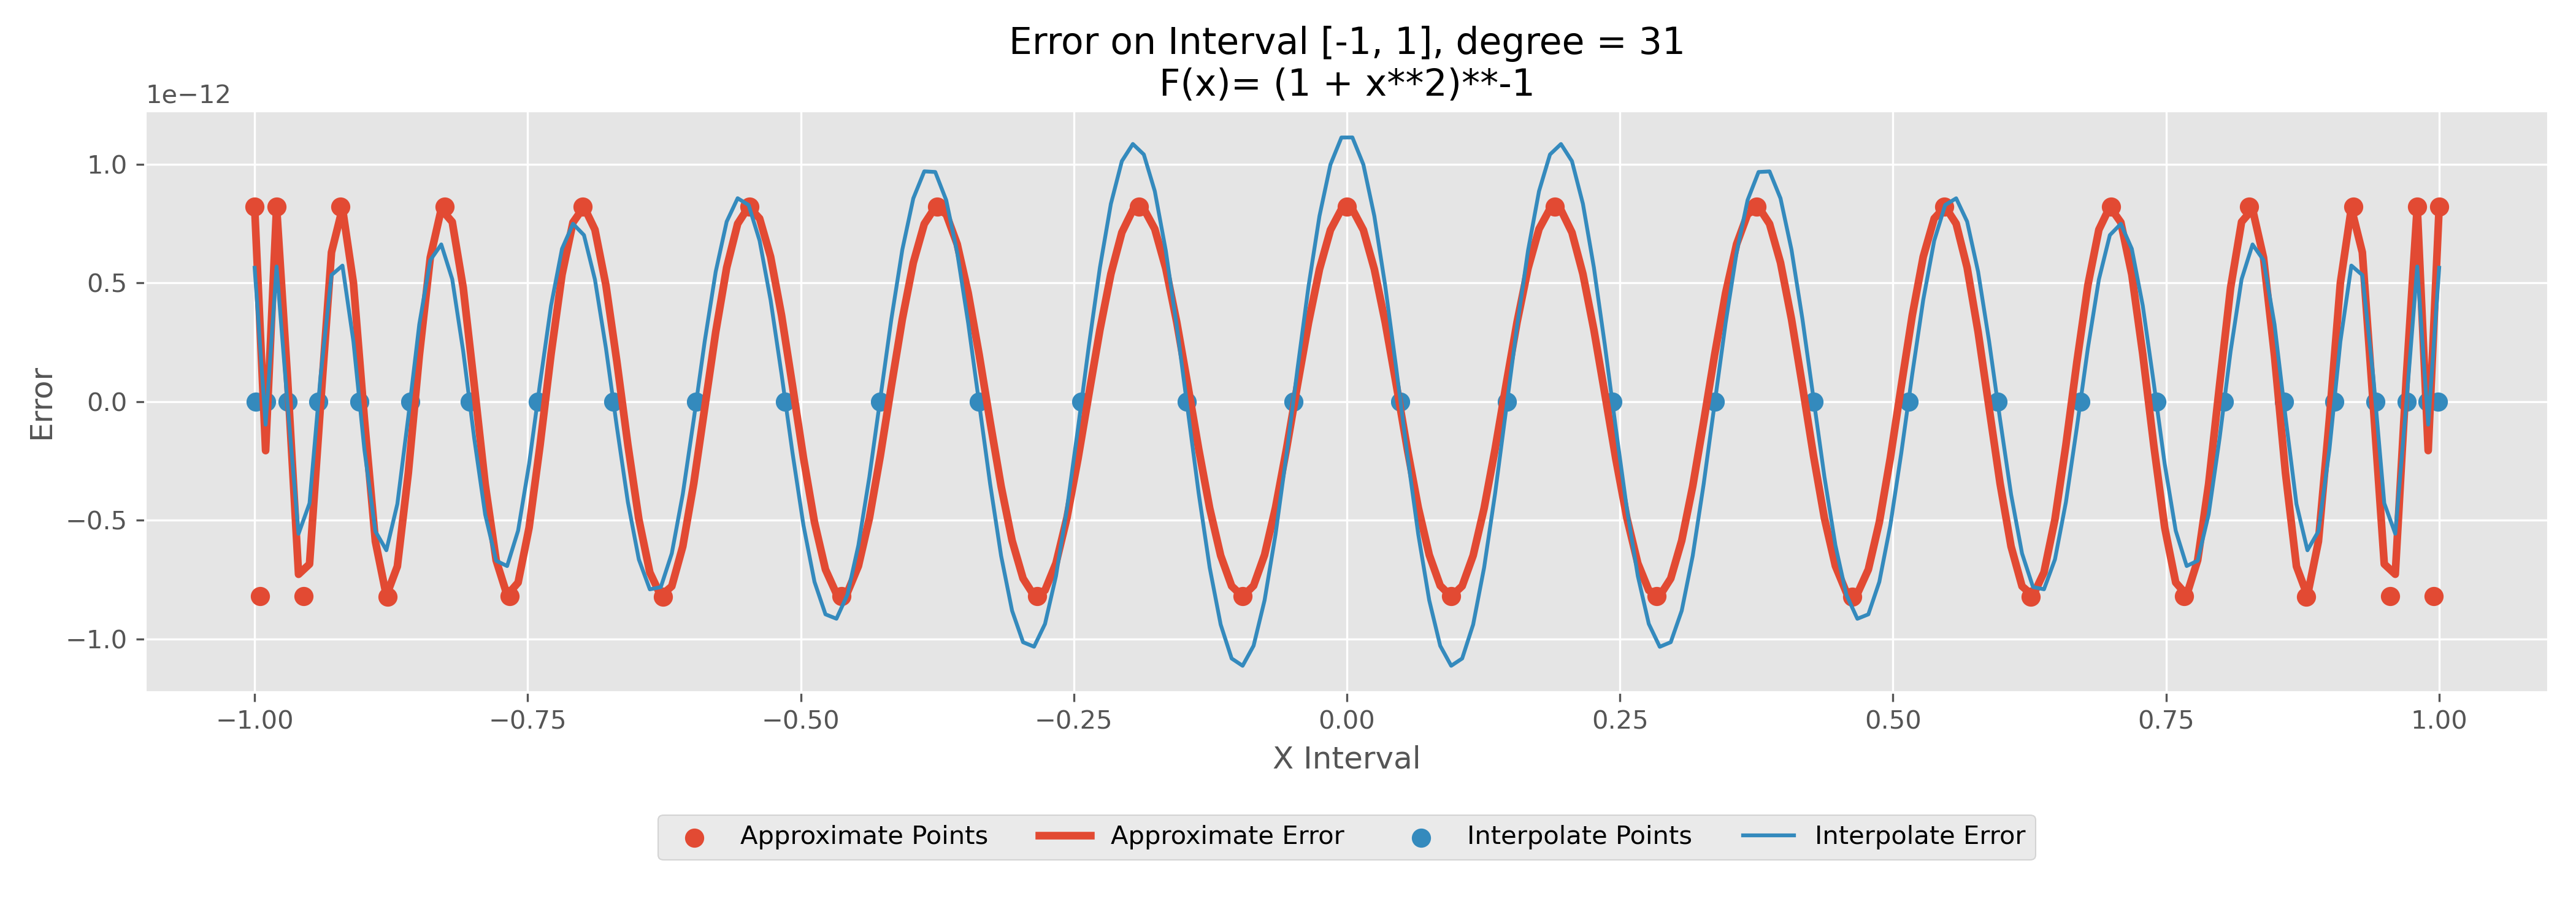 Error on Interval [-1, 1], degree = 31
F(x)= (1 + x**2)**-1
1e−12
1.0
0.5
0.0
−0.5
−1.0
Error
−1.00 −0.75 −0.50 −0.25 0.00 0.25 0.50 0.75 1.00
X Interval
Approximate Points Approximate Error Interpolate Points Interpolate Error